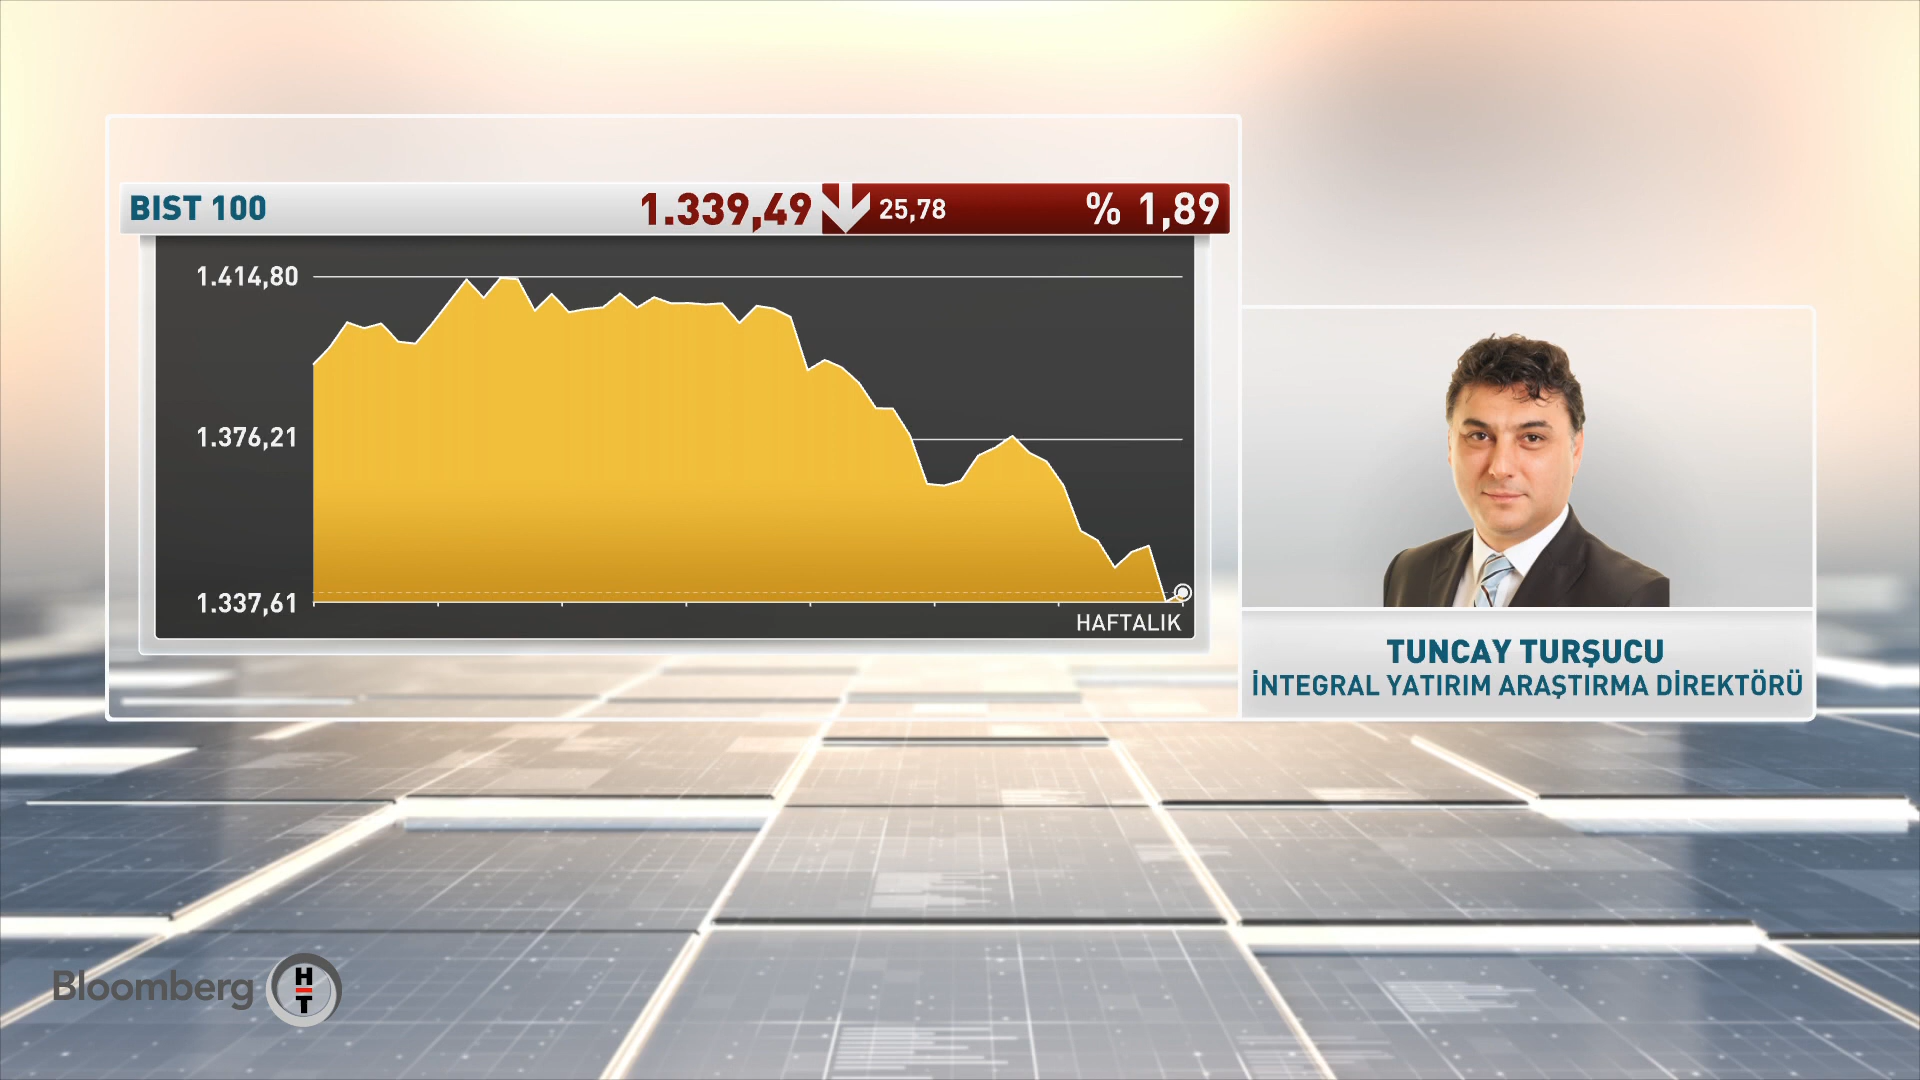 BIST 100 1.339,49 25,78 % 1,89
1.414,80
1.376,21
1.337,61
HAFTALIK
TUNCAY TURŞUCU
İNTEGRAL YATIRIM ARAŞTIRMA DİREKTÖRÜ
Bloomberg HT